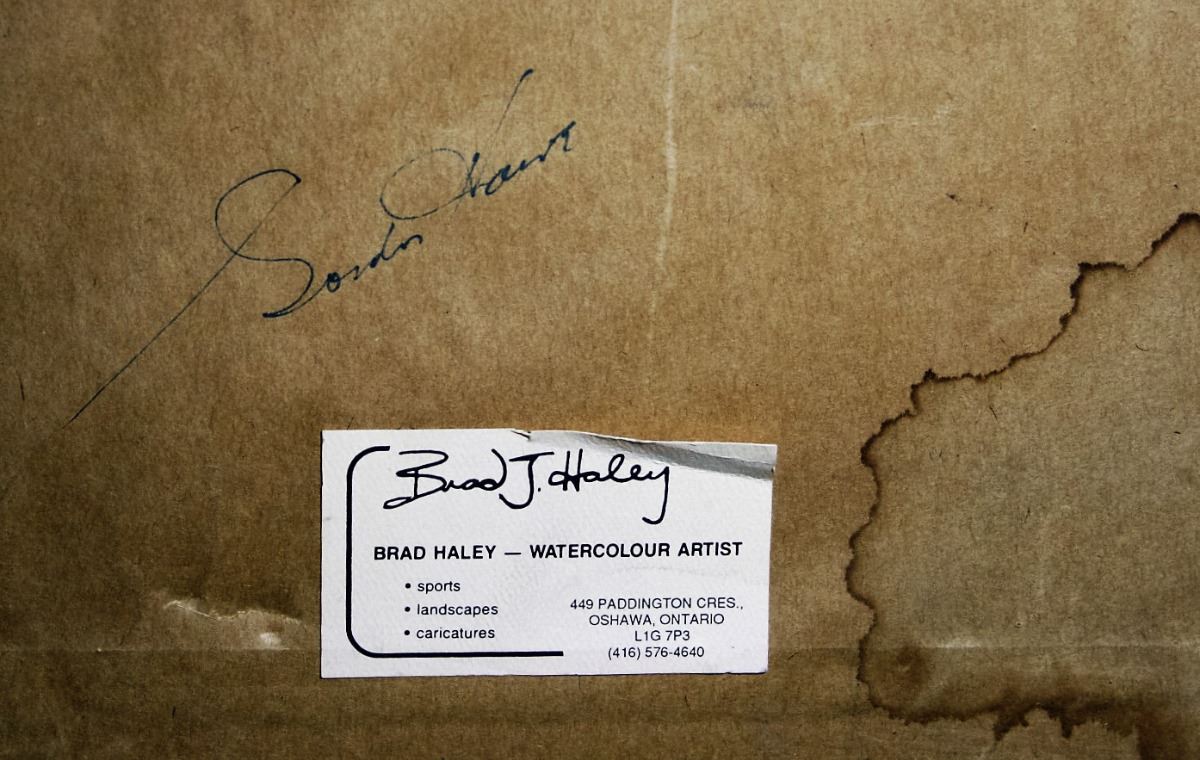 Gordon
Brad J. Haley
BRAD HALEY — WATERCOLOUR ARTIST
• sports
• landscapes
• caricatures
449 PADDINGTON CRES.,
OSHAWA, ONTARIO
L1G 7P3
(416) 576-4640